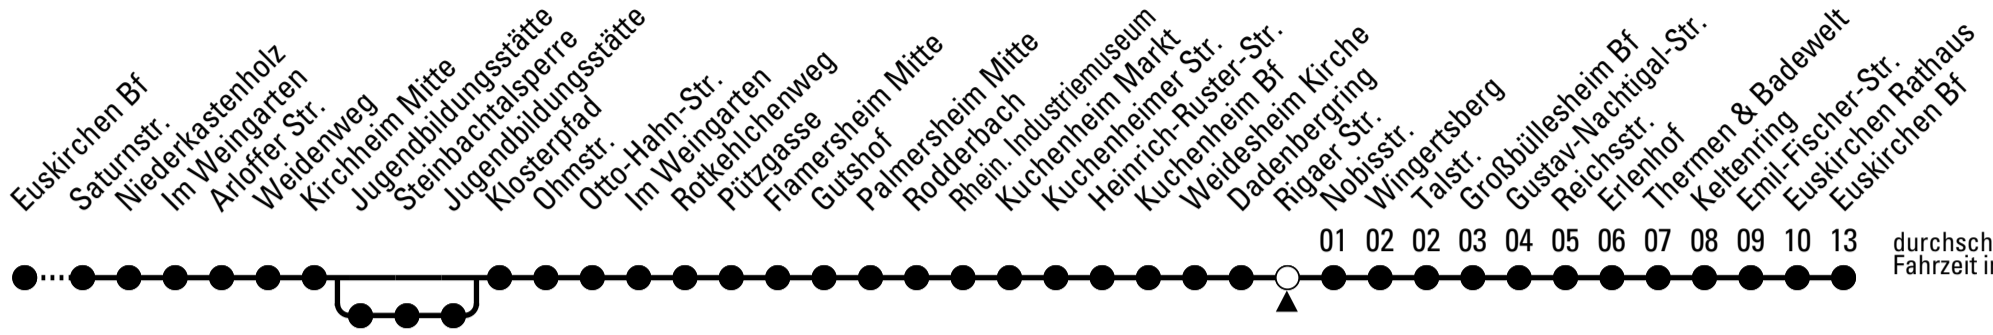 Euskirchen Bf
Saturnstr.
Niederkastenholz
Im Weingarten
Arloffer Str.
Weidenweg
Kirchheim Mitte
Jugendbildungsstätte
Steinbachtalsperre
Jugendbildungsstätte
Klosterpfad
Ohmstr.
Otto-Hahn-Str.
Im Weingarten
Rotkehlchenweg
Pützgasse
Flamersheim Mitte
Gutshof
Palmersheim Mitte
Rodderbach
Rhein. Industriemuseum
Kuchenheim Markt
Kuchenheimer Str.
Heinrich-Ruster-Str.
Kuchenheim Bf
Weidesheim Kirche
Dadenbergring
Rigaer Str.
Nobisstr.
Wingertsberg
Talstr.
Großbüllesheim Bf
Gustav-Nachtigal-Str.
Reichsstr.
Erlenhof
Thermen & Badewelt
Keltenring
Emil-Fischer-Str.
Euskirchen Rathaus
Euskirchen Bf
01 02 02 03 04 05 06 07 08 09 10 13
durchsch
Fahrzeit i